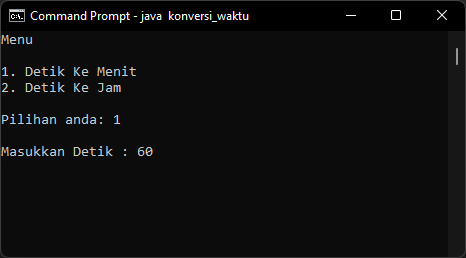 Command Prompt - java konversi_waktu
Menu
1. Detik Ke Menit
2. Detik Ke Jam
Pilihan anda: 1
Masukkan Detik : 60